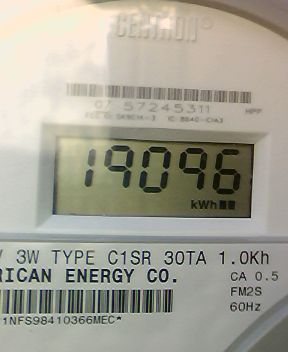 CENTRON
07 57245311
HPP
19096
kWh
V 3W TYPE C1SR 30TA 1.0Kh
RICAN ENERGY CO.
CA 0.5
FM2S
60Hz
1NFS98410366MEC*